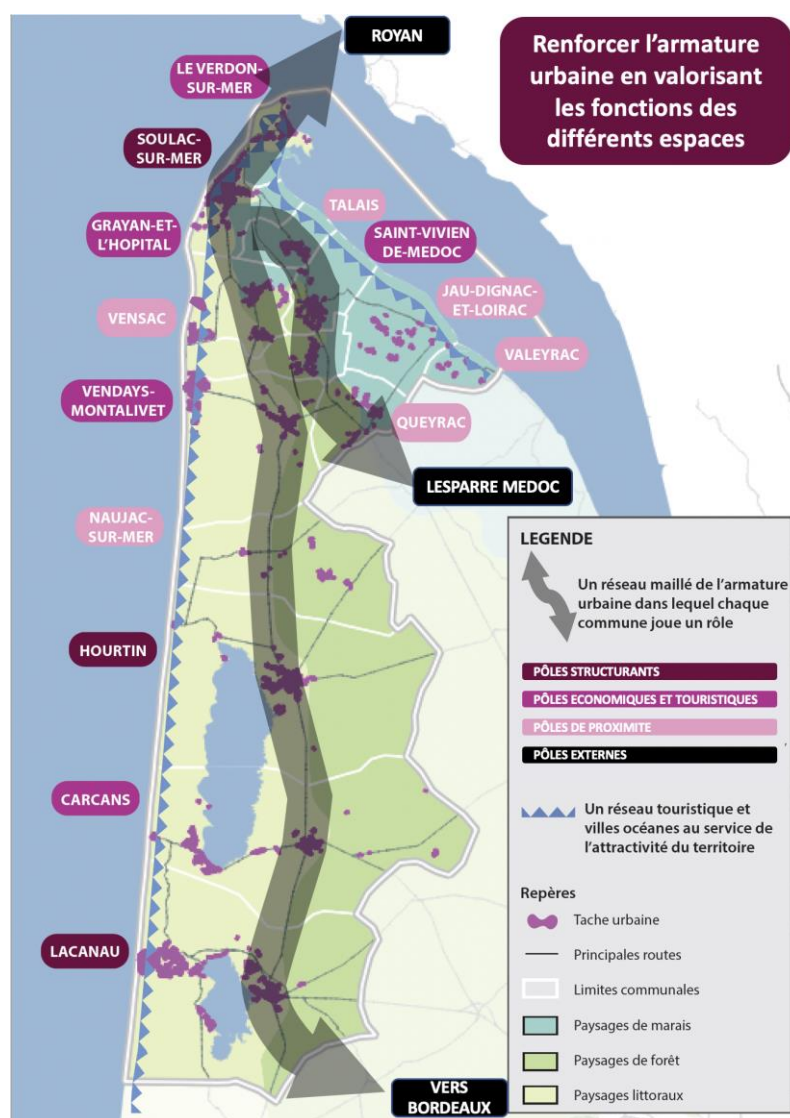 ROYAN
Renforcer l’armature
urbaine en valorisant
les fonctions des
différents espaces
LE VERDON-
SUR-MER
SOULAC-
SUR-MER
TALAIS
GRAYAN-ET-
L’HOPITAL
SAINT-VIVIEN
DE-MEDOC
JAU-DIGNAC-
ET-LOIRAC
VENSAC
VALEYRAC
VENDAYS-
MONTALIVET
QUEYRAC
LESPARRE MEDOC
NAUJAC-
SUR-MER
HOURTIN
CARCANS
LACANAU
VERS
BORDEAUX
LEGENDE
Un réseau maillé de l’armature
urbaine dans lequel chaque
commune joue un rôle
PÔLES STRUCTURANTS
PÔLES ECONOMIQUES ET TOURISTIQUES
PÔLES DE PROXIMITE
PÔLES EXTERNES
Un réseau touristique et
villes océanes au service de
l’attractivité du territoire
Repères
Tache urbaine
Principales routes
Limites communales
Paysages de marais
Paysages de forêt
Paysages littoraux